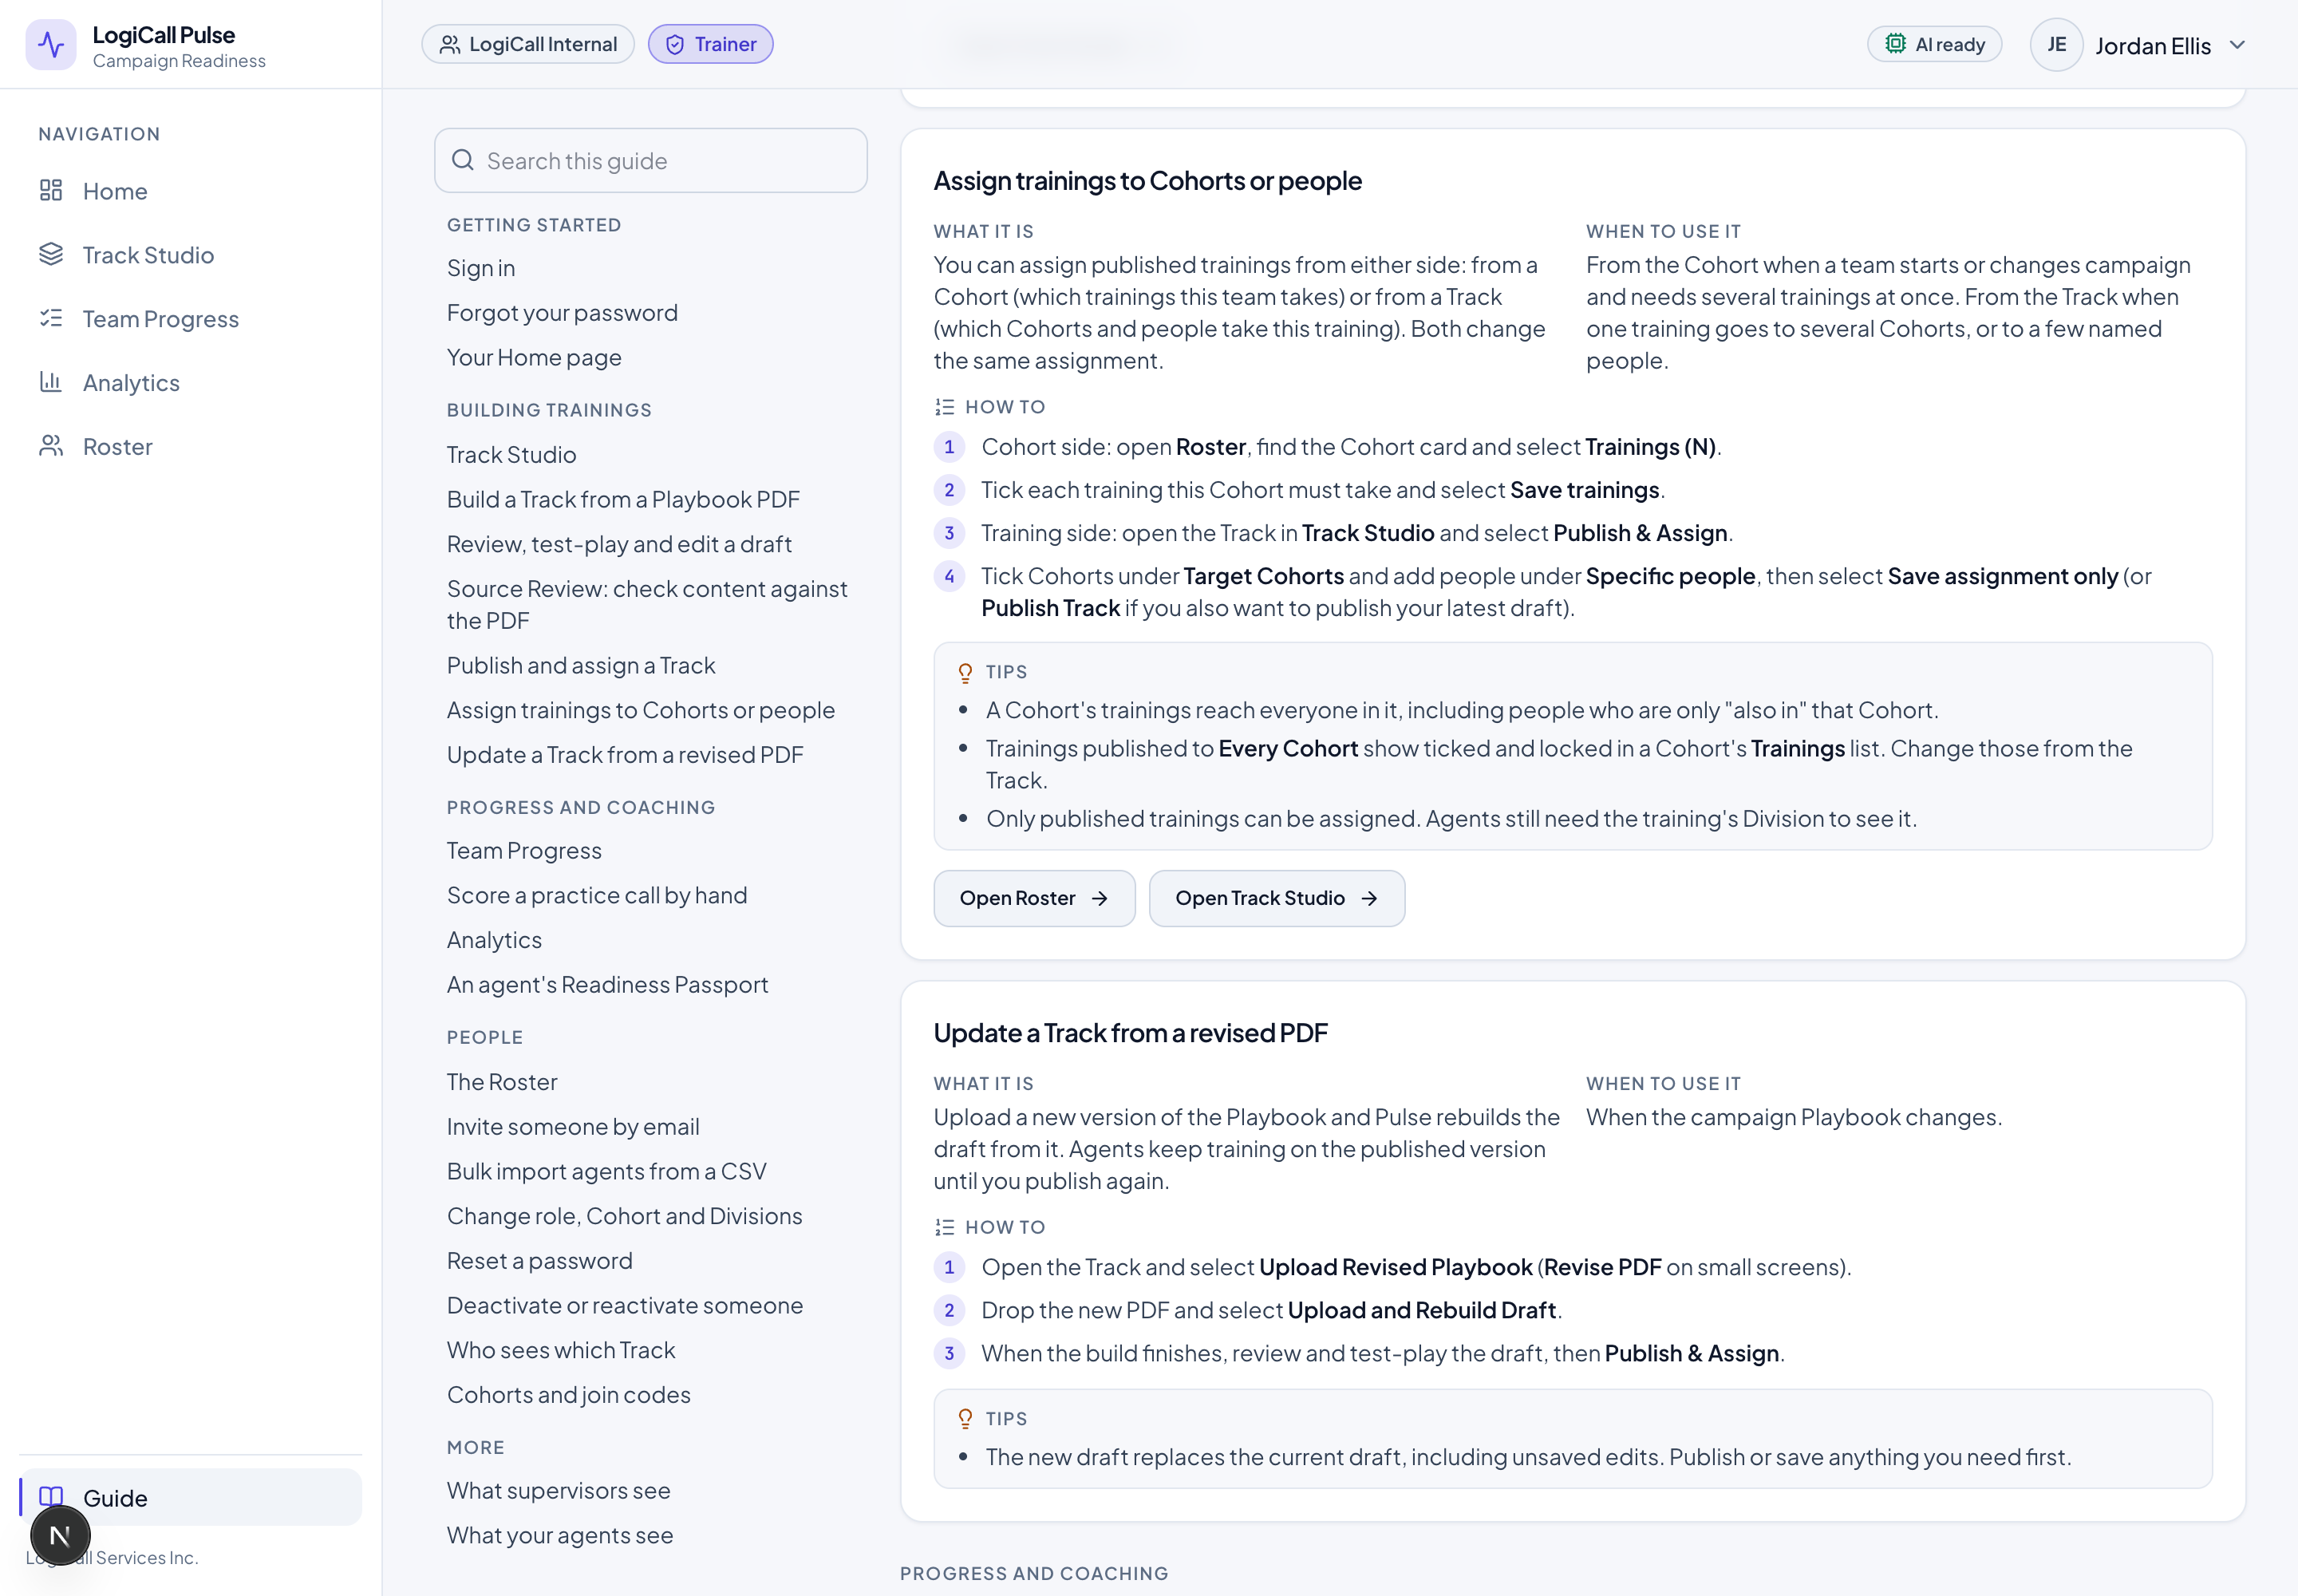 LogiCall Pulse
Campaign Readiness
LogiCall Internal
Trainer
AI ready
JE
Jordan Ellis
NAVIGATION
Home
Track Studio
Team Progress
Analytics
Roster
Guide
N
Services Inc.
Search this guide
GETTING STARTED
Sign in
Forgot your password
Your Home page
BUILDING TRAININGS
Track Studio
Build a Track from a Playbook PDF
Review, test-play and edit a draft
Source Review: check content against
the PDF
Publish and assign a Track
Assign trainings to Cohorts or people
Update a Track from a revised PDF
PROGRESS AND COACHING
Team Progress
Score a practice call by hand
Analytics
An agent's Readiness Passport
PEOPLE
The Roster
Invite someone by email
Bulk import agents from a CSV
Change role, Cohort and Divisions
Reset a password
Deactivate or reactivate someone
Who sees which Track
Cohorts and join codes
MORE
What supervisors see
What your agents see
Assign trainings to Cohorts or people
WHAT IT IS
You can assign published trainings from either side: from a
Cohort (which trainings this team takes) or from a Track
(which Cohorts and people take this training). Both change
the same assignment.
WHEN TO USE IT
From the Cohort when a team starts or changes campaign
and needs several trainings at once. From the Track when
one training goes to several Cohorts, or to a few named
people.
HOW TO
1 Cohort side: open Roster, find the Cohort card and select Trainings (N).
2 Tick each training this Cohort must take and select Save trainings.
3 Training side: open the Track in Track Studio and select Publish & Assign.
4 Tick Cohorts under Target Cohorts and add people under Specific people, then select Save assignment only (or
Publish Track if you also want to publish your latest draft).
TIPS
• A Cohort's trainings reach everyone in it, including people who are only "also in" that Cohort.
• Trainings published to Every Cohort show ticked and locked in a Cohort's Trainings list. Change those from the
Track.
• Only published trainings can be assigned. Agents still need the training's Division to see it.
Open Roster →
Open Track Studio →
Update a Track from a revised PDF
WHAT IT IS
Upload a new version of the Playbook and Pulse rebuilds the
draft from it. Agents keep training on the published version
until you publish again.
WHEN TO USE IT
When the campaign Playbook changes.
HOW TO
1 Open the Track and select Upload Revised Playbook (Revise PDF on small screens).
2 Drop the new PDF and select Upload and Rebuild Draft.
3 When the build finishes, review and test-play the draft, then Publish & Assign.
TIPS
• The new draft replaces the current draft, including unsaved edits. Publish or save anything you need first.
PROGRESS AND COACHING